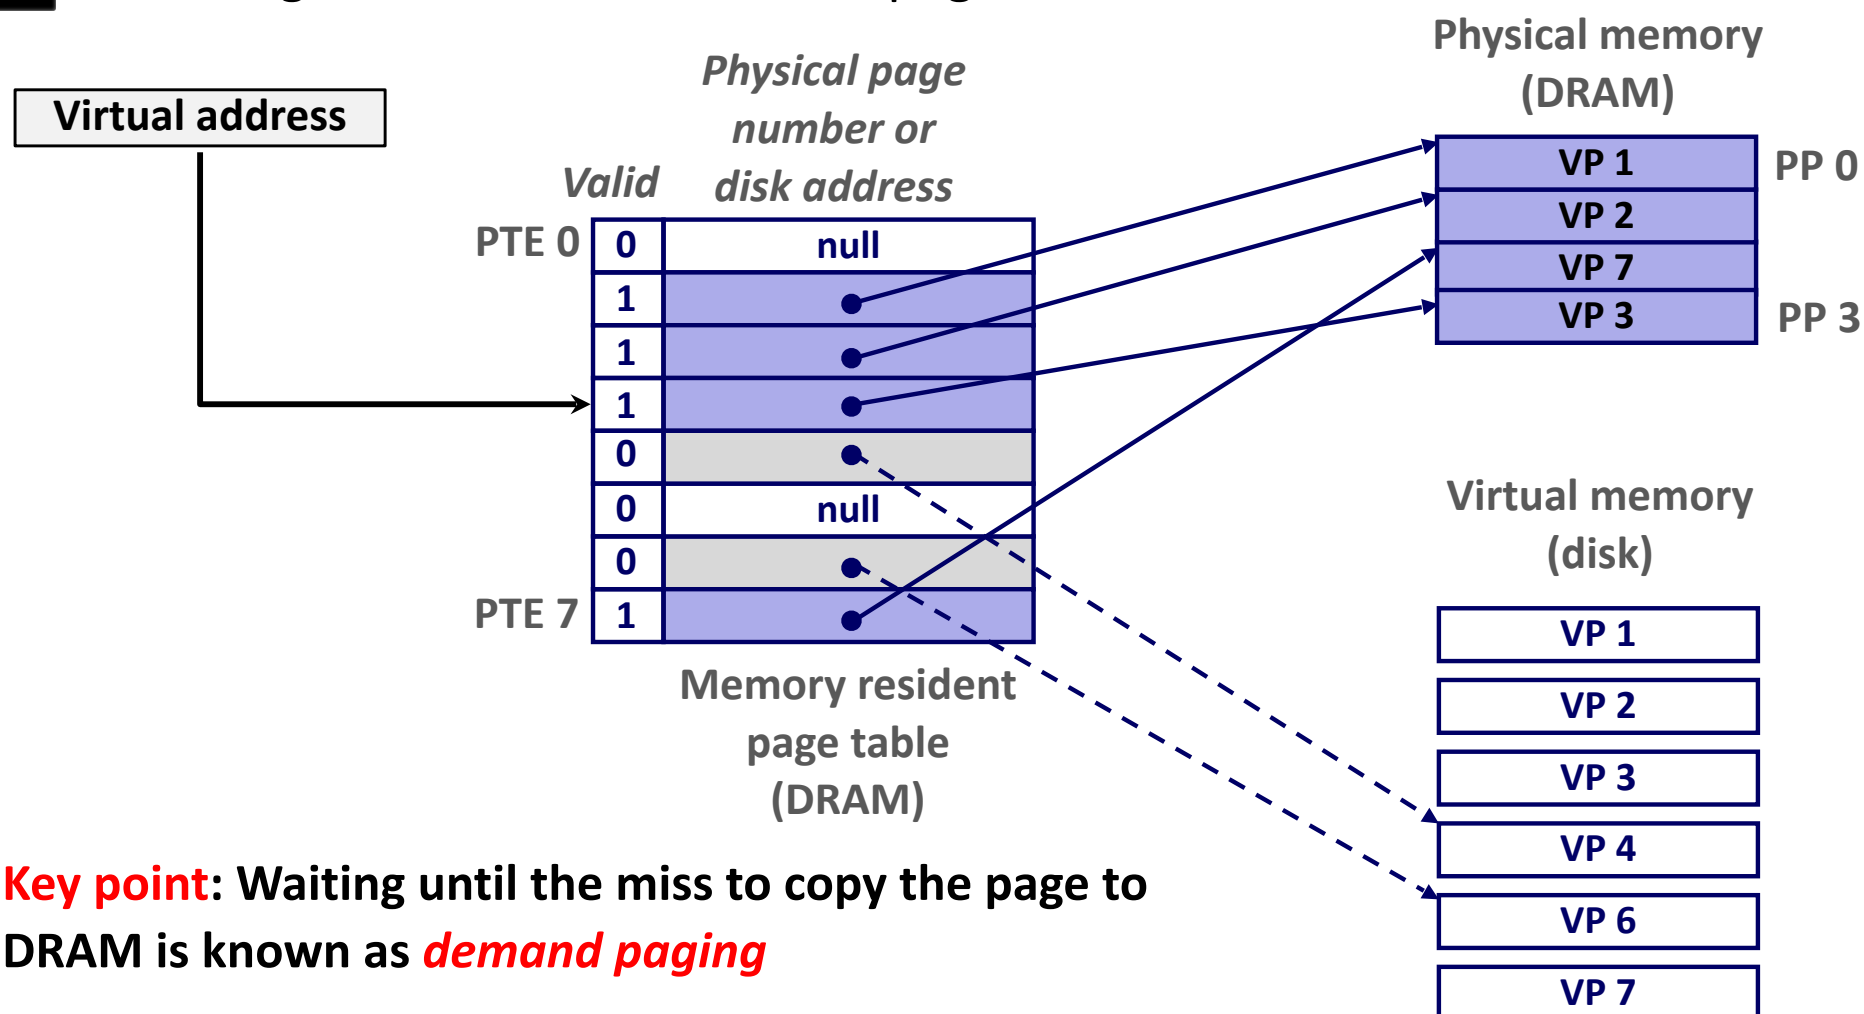 Physical memory
(DRAM)
Physical page
number or
disk address
Virtual address
Valid
VP 1
PP 0
VP 2
VP 7
VP 3
PP 3
PTE 0
0
null
1
1
1
0
0
null
0
PTE 7
1
Memory resident
page table
(DRAM)
Virtual memory
(disk)
VP 1
VP 2
VP 3
VP 4
VP 6
VP 7
Key point: Waiting until the miss to copy the page to
DRAM is known as demand paging